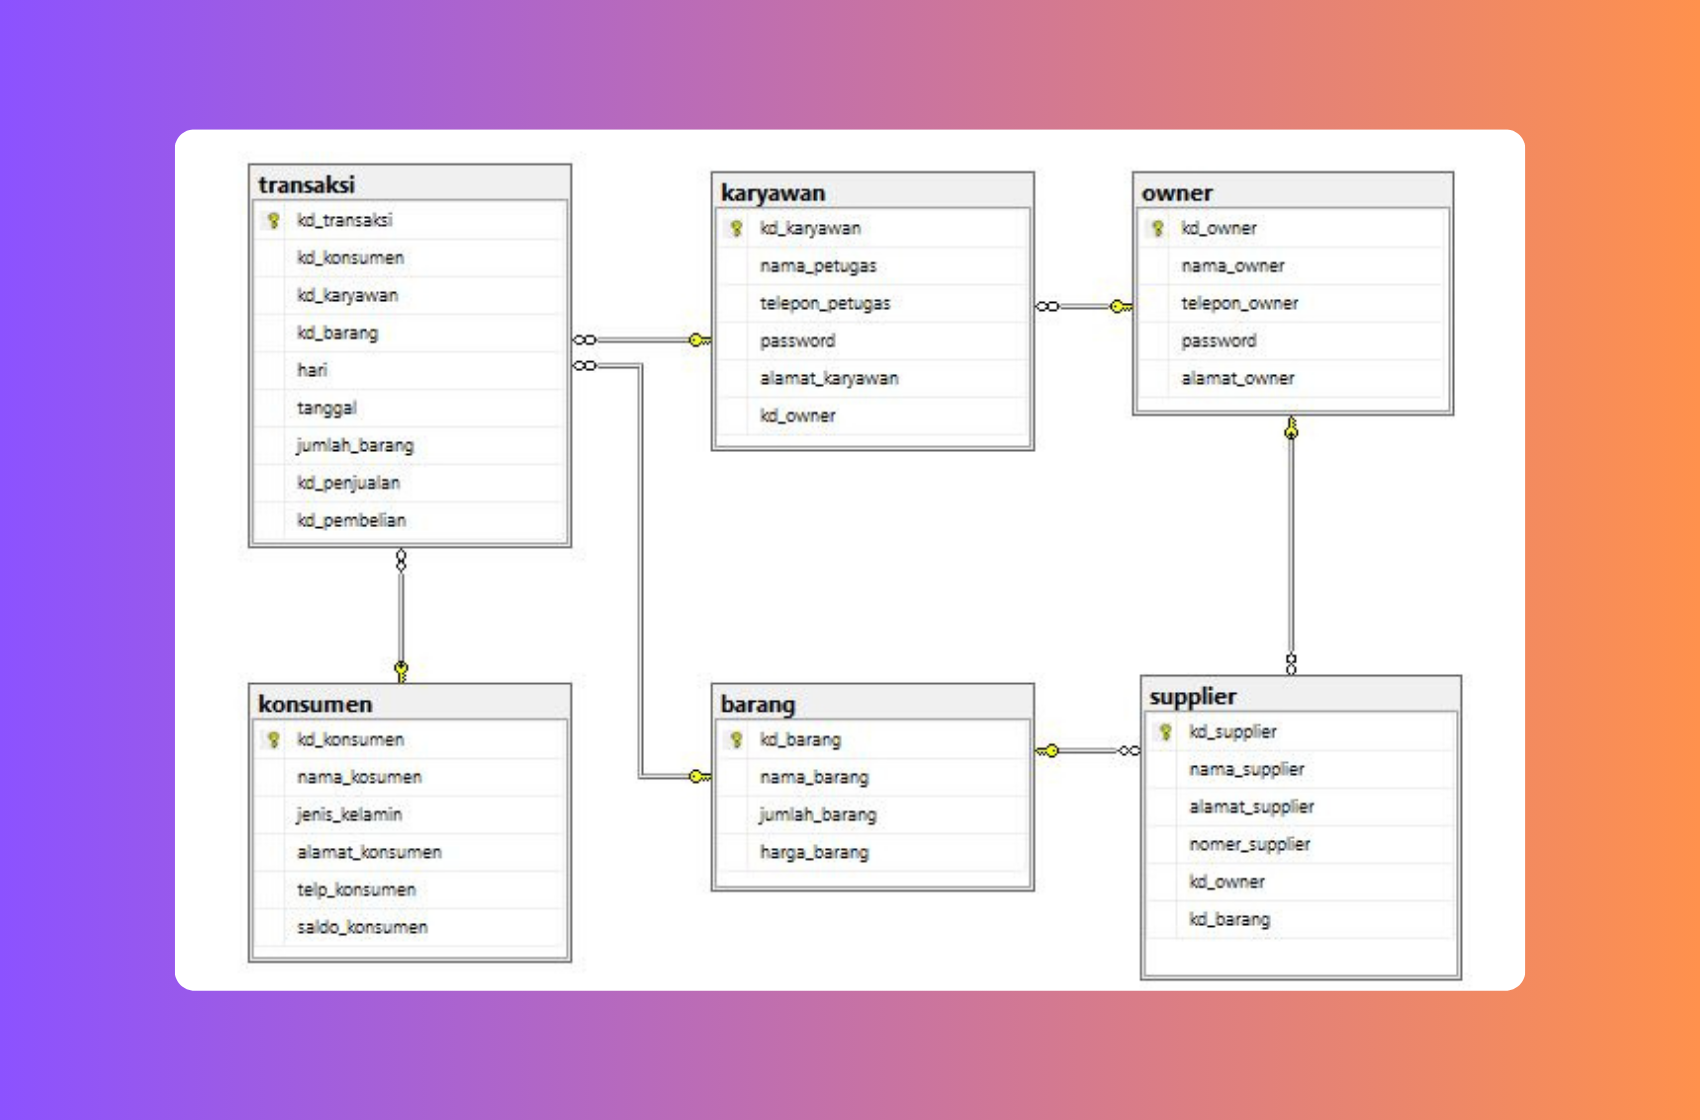 transaksi
kd_transaksi
kd_konsumen
kd_karyawan
kd_barang
hari
tanggal
jumlah_barang
kd_penjualan
kd_pembelian
karyawan
kd_karyawan
nama_petugas
telepon_petugas
password
alamat_karyawan
kd_owner
owner
kd_owner
nama_owner
telepon_owner
password
alamat_owner
konsumen
kd_konsumen
nama_kosumen
jenis_kelamin
alamat_konsumen
telp_konsumen
saldo_konsumen
barang
kd_barang
nama_barang
jumlah_barang
harga_barang
supplier
kd_supplier
nama_supplier
alamat_supplier
nomer_supplier
kd_owner
kd_barang